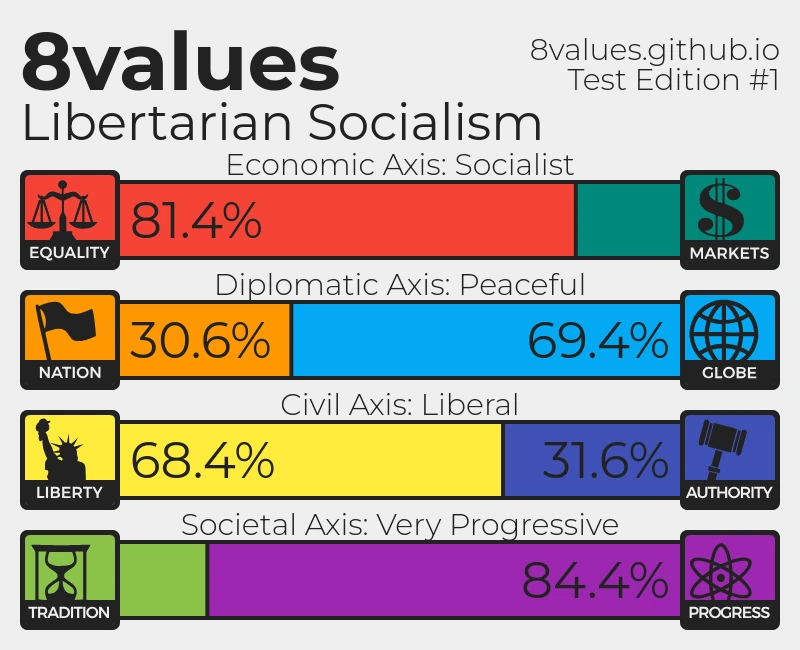 8values
8values.github.io
Test Edition #1
Libertarian Socialism
Economic Axis: Socialist
EQUALITY
81.4%
$
MARKETS
Diplomatic Axis: Peaceful
NATION
30.6%
69.4%
GLOBE
Civil Axis: Liberal
LIBERTY
68.4%
31.6%
AUTHORITY
Societal Axis: Very Progressive
TRADITION
84.4%
PROGRESS